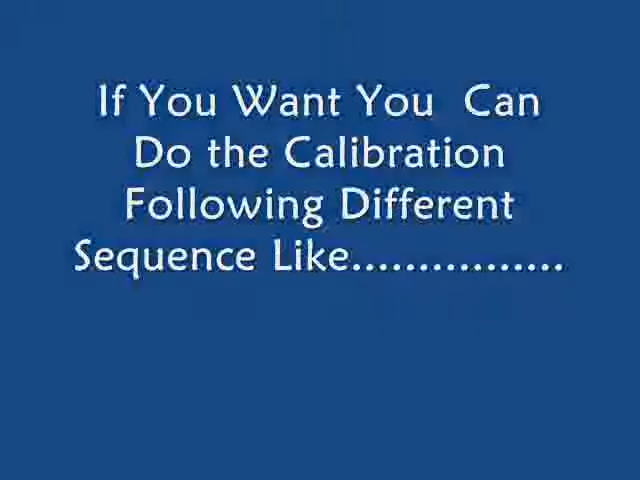 If You Want You  Can
Do the Calibration
Following Different
Sequence Like................